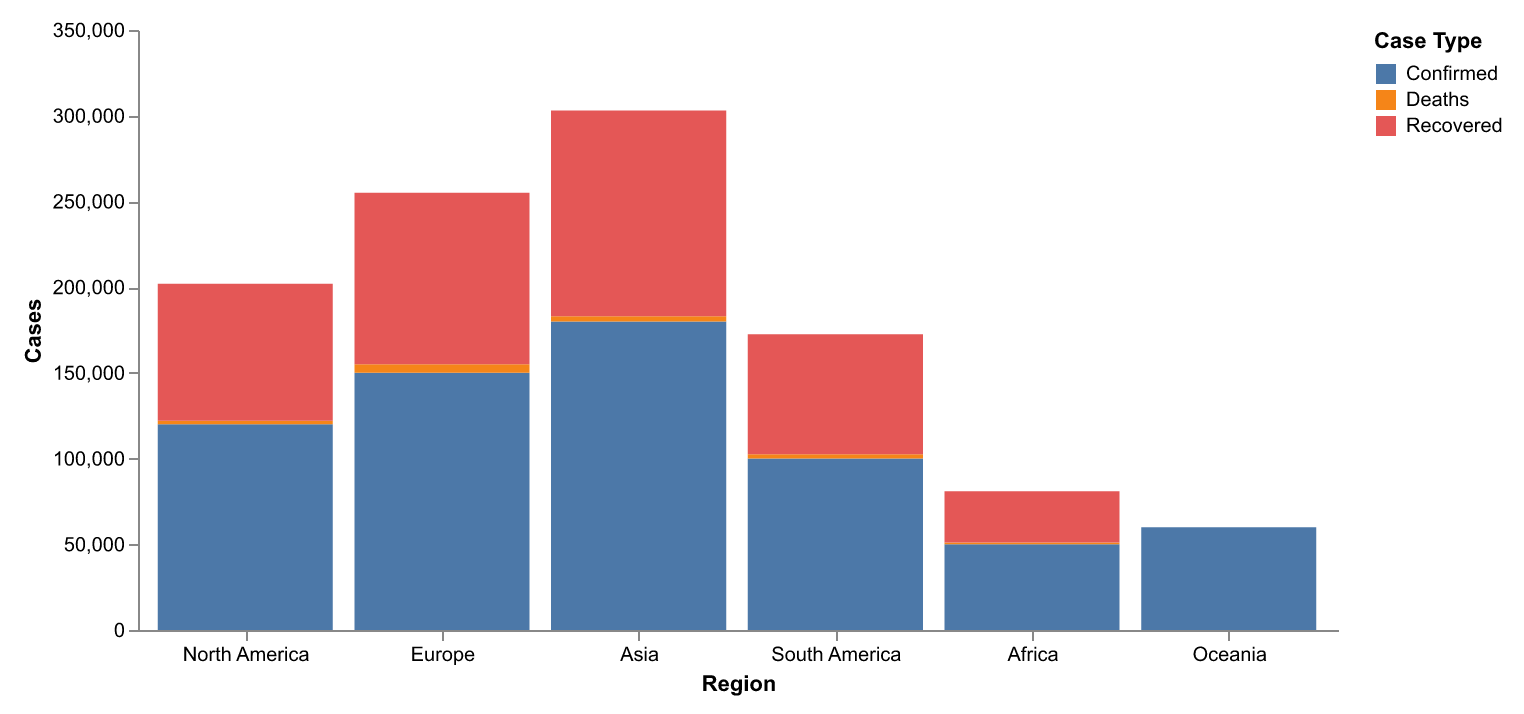 350,000
300,000
250,000
200,000
150,000
100,000
50,000
0
Cases
North America
Europe
Asia
South America
Africa
Oceania
Region
Case Type
Confirmed
Deaths
Recovered